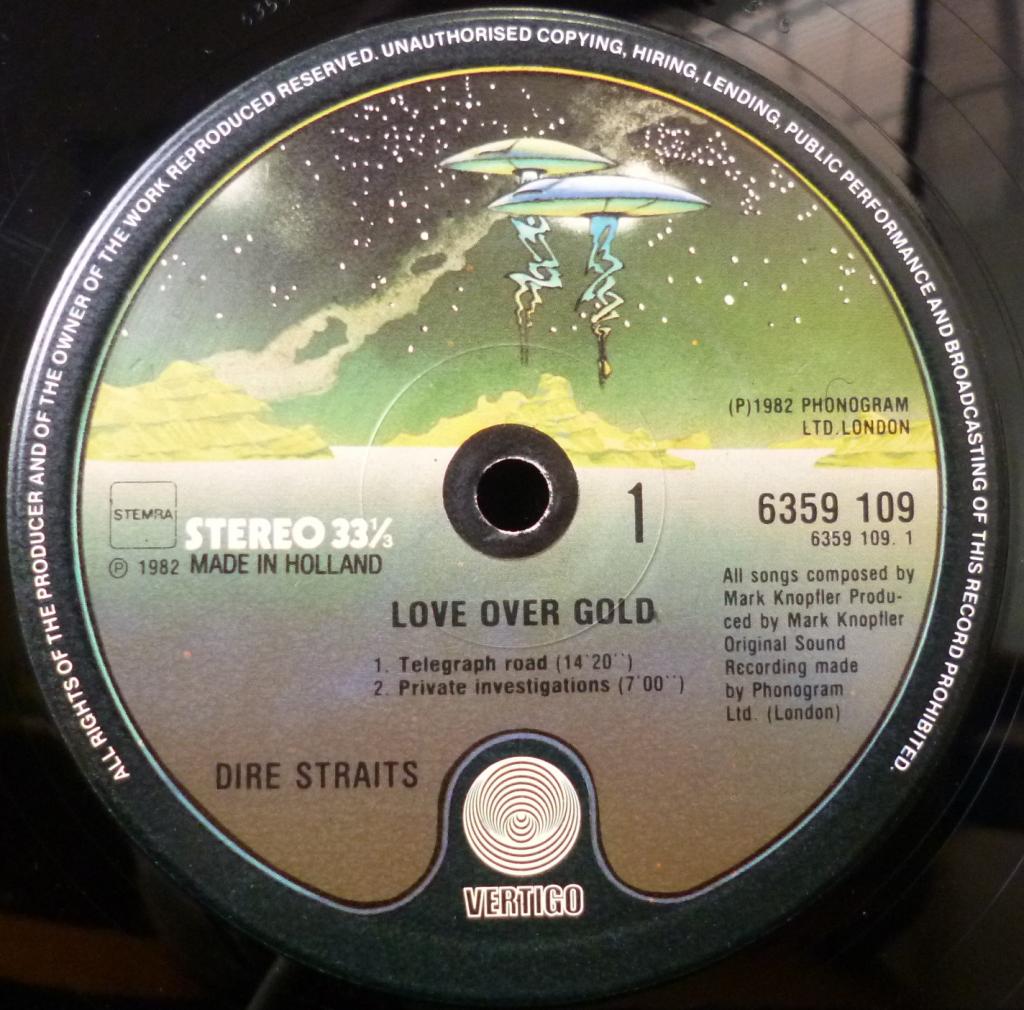 ALL RIGHTS OF THE PRODUCER AND OF THE OWNER OF THE WORK REPRODUCED RESERVED. UNAUTHORISED COPYING, HIRING, LENDING, PUBLIC PERFORMANCE AND BROADCASTING OF THIS RECORD PROHIBITED.
(P)1982 PHONOGRAM
LTD.LONDON
STEMRA
STEREO 33⅓
℗ 1982 MADE IN HOLLAND
1
6359 109
6359 109. 1
All songs composed by
Mark Knopfler Produ-
ced by Mark Knopfler
Original Sound
Recording made
by Phonogram
Ltd. (London)
LOVE OVER GOLD
1. Telegraph road (14'20'')
2. Private investigations (7'00'')
DIRE STRAITS
VERTIGO